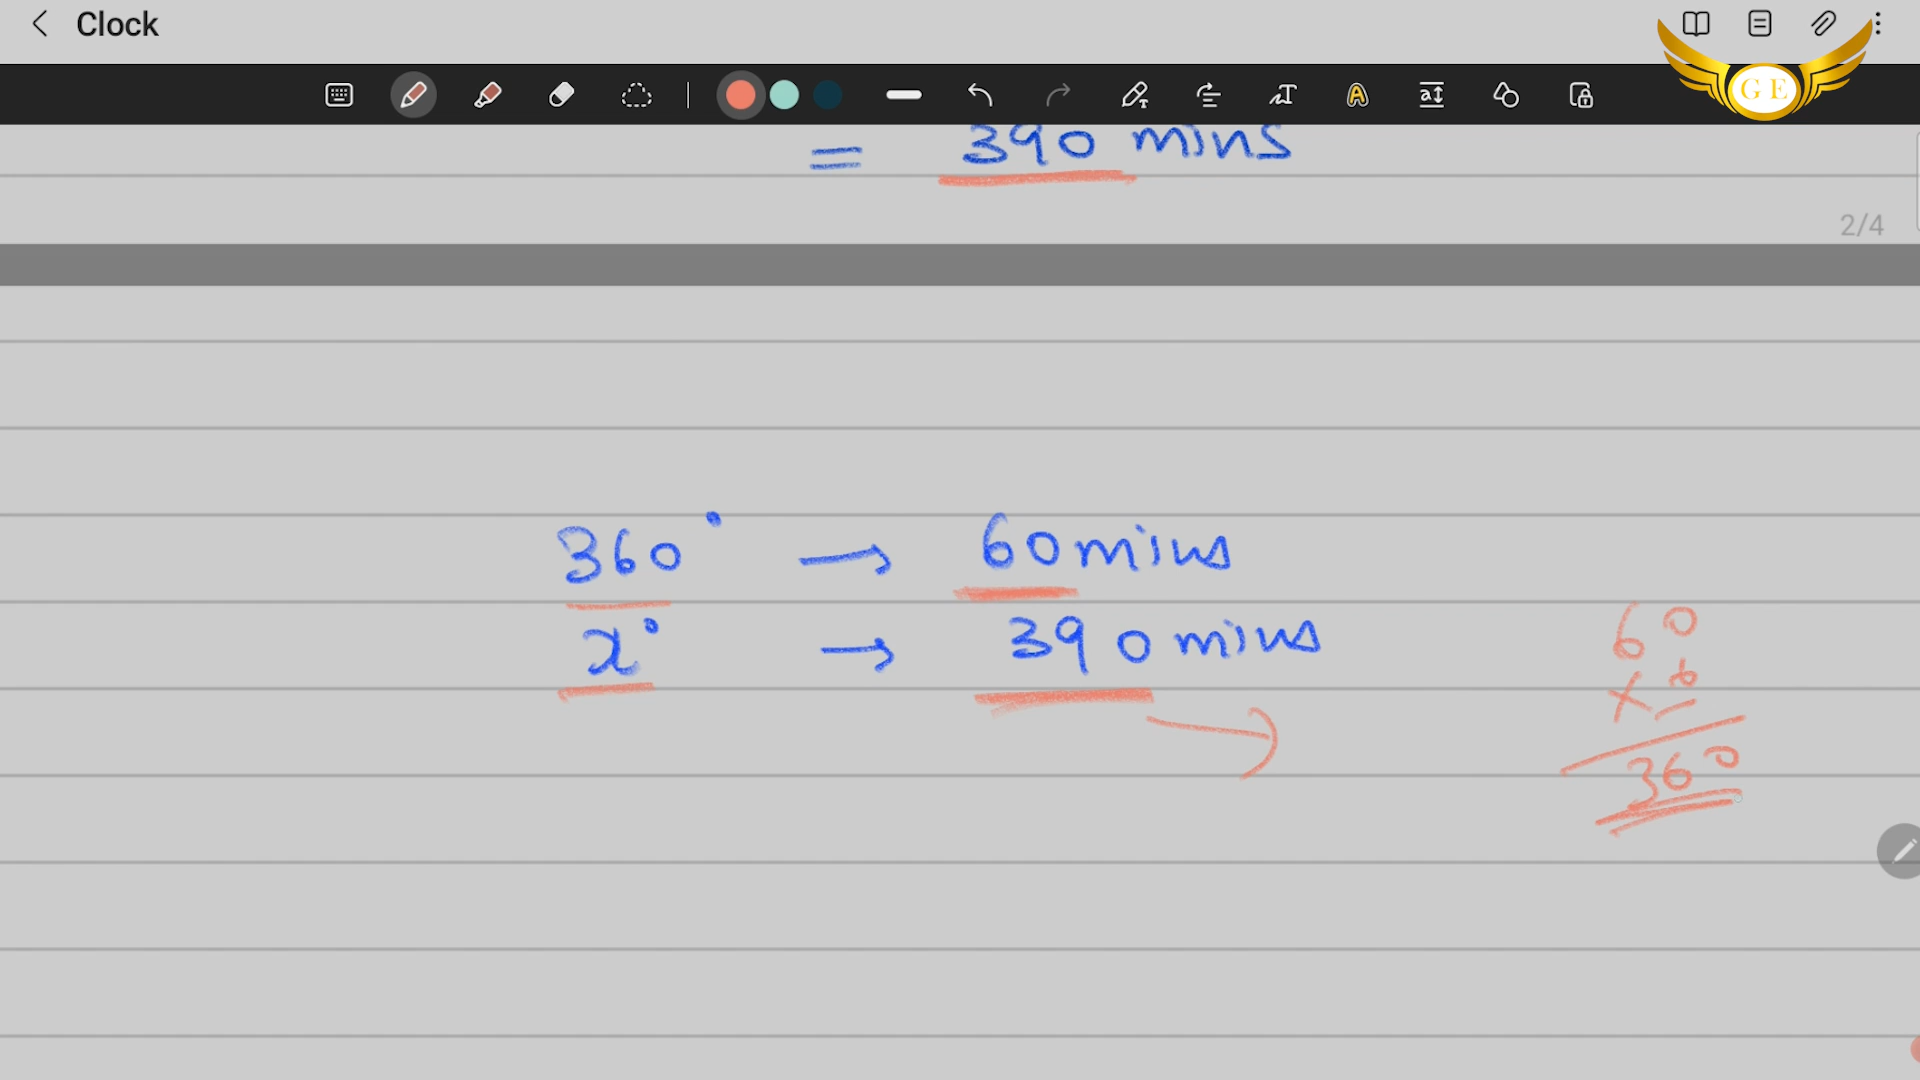 Clock
G E
= 390 mins
2/4
360° → 60 mins
x° → 390 mins
60
× 6
360